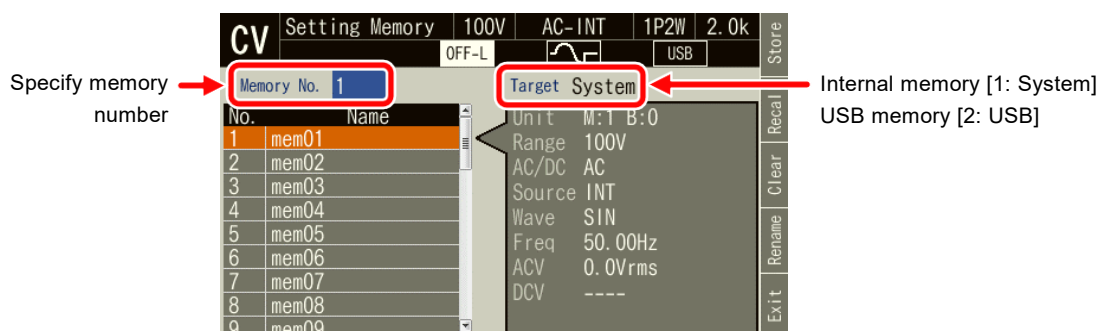 CV Setting Memory 100V AC-INT 1P2W 2.0k
OFF-L USB
Specify memory
number
Memory No. 1
Target System
Internal memory [1: System]
USB memory [2: USB]
No. Name
1 mem01
2 mem02
3 mem03
4 mem04
5 mem05
6 mem06
7 mem07
8 mem08
9 mem09
Unit M:1 B:0
Range 100V
AC/DC AC
Source INT
Wave SIN
Freq 50.00Hz
ACV 0.0Vrms
DCV ----
Store
Recal
Clear
Rename
Exit